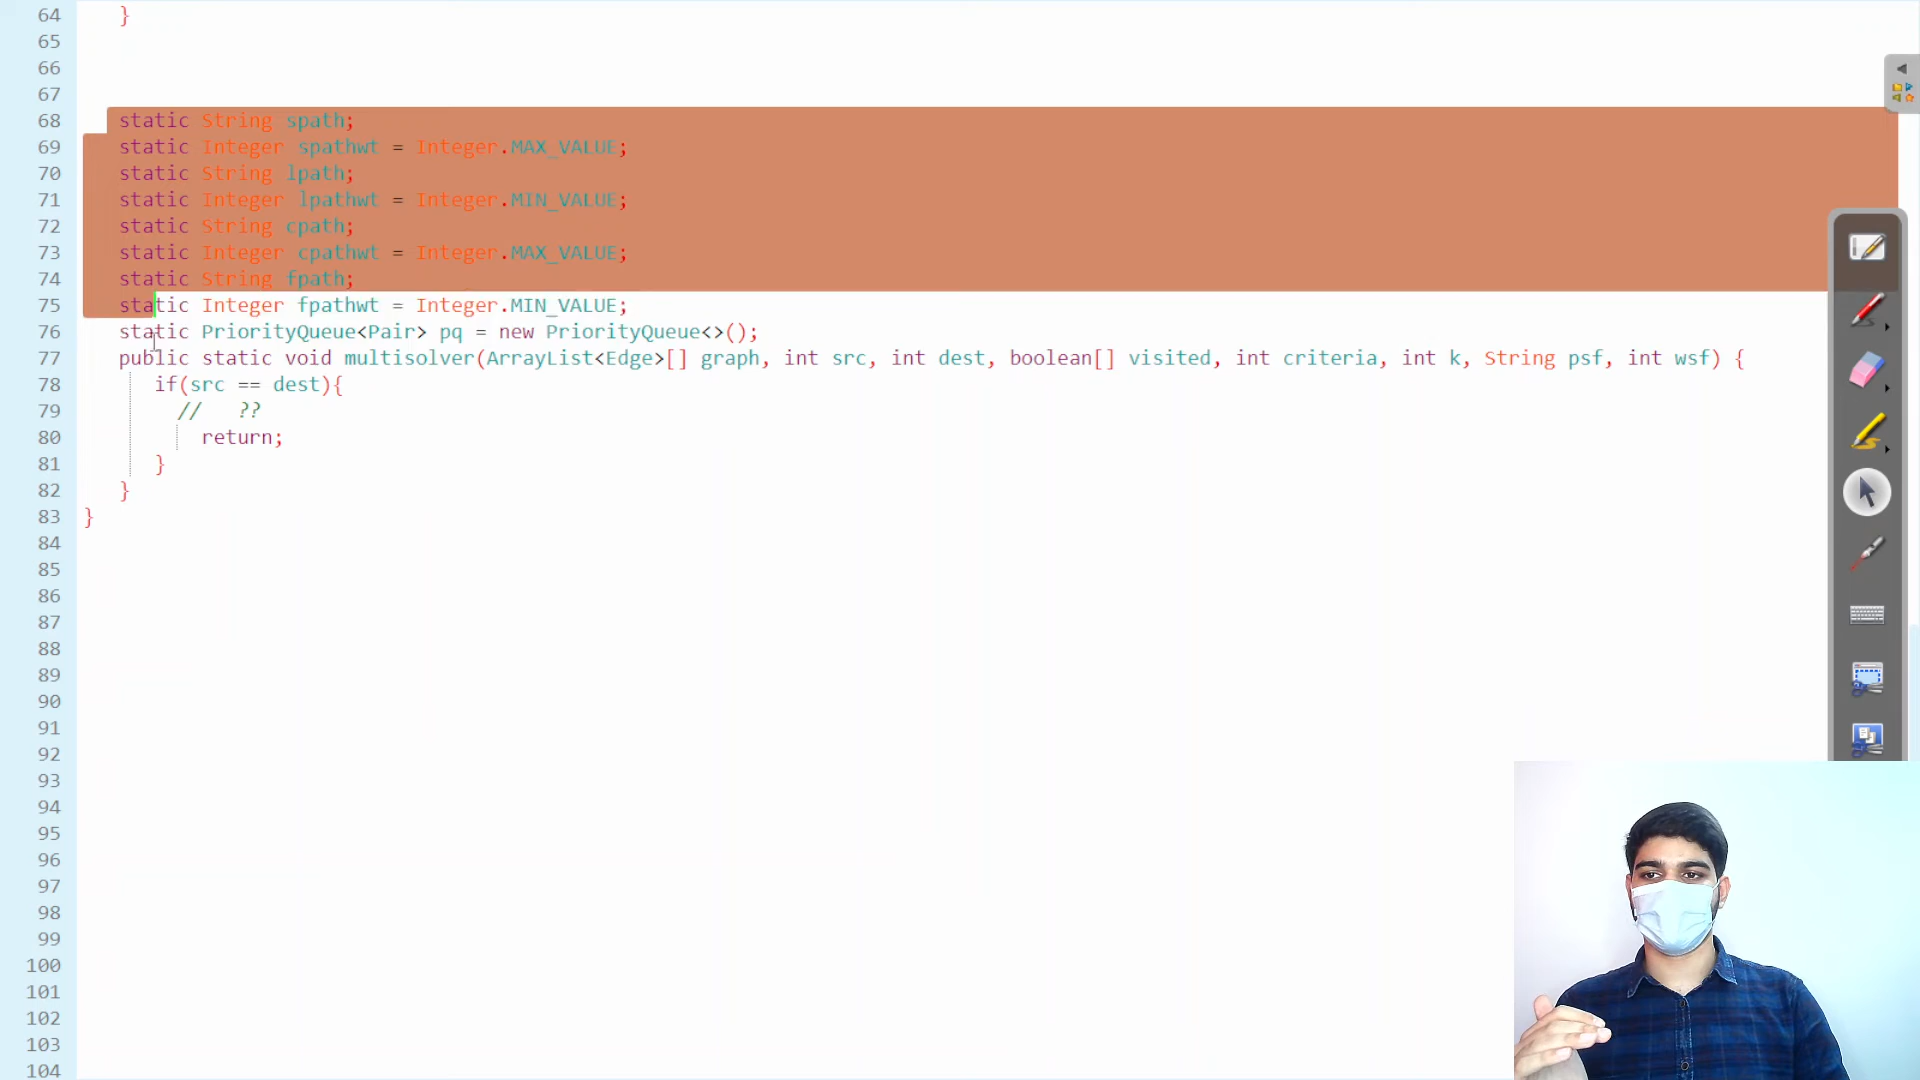 64 }
65
66
67
68 static String spath;
69 static Integer spathwt = Integer.MAX_VALUE;
70 static String lpath;
71 static Integer lpathwt = Integer.MIN_VALUE;
72 static String cpath;
73 static Integer cpathwt = Integer.MAX_VALUE;
74 static String fpath;
75 static Integer fpathwt = Integer.MIN_VALUE;
76 static PriorityQueue<Pair> pq = new PriorityQueue<>();
77 public static void multisolver(ArrayList<Edge>[] graph, int src, int dest, boolean[] visited, int criteria, int k, String psf, int wsf) {
78 if(src == dest){
79 // ??
80 return;
81 }
82 }
83 }
84
85
86
87
88
89
90
91
92
93
94
95
96
97
98
99
100
101
102
103
104